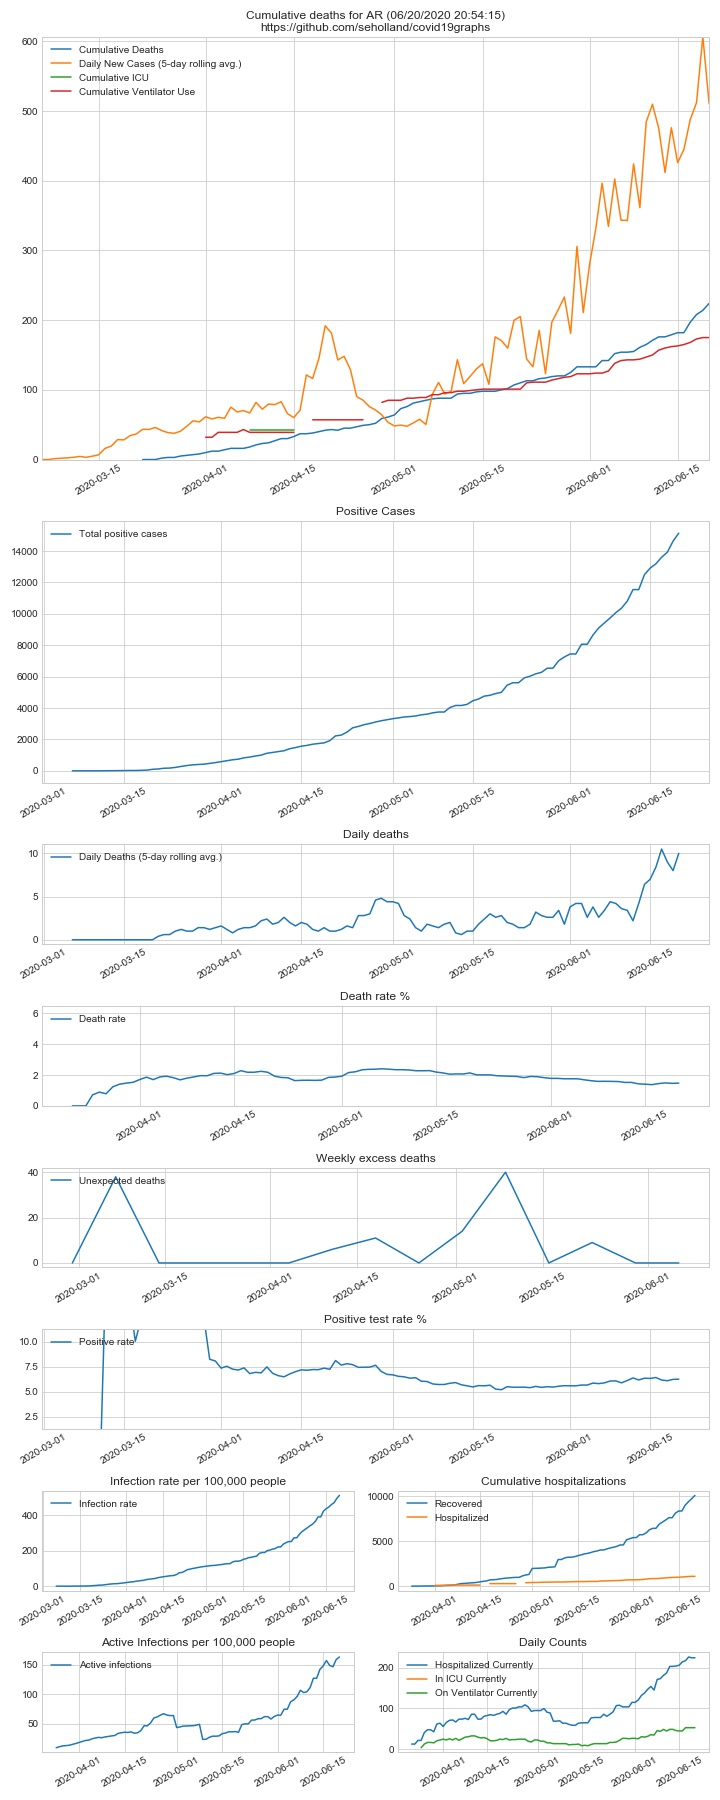 Cumulative deaths for AR (06/20/2020 20:54:15)
https://github.com/seholland/covid19graphs
Cumulative Deaths
Daily New Cases (5-day rolling avg.)
Cumulative ICU
Cumulative Ventilator Use
600
500
400
300
200
100
0
2020-03-15 2020-04-01 2020-04-15 2020-05-01 2020-05-15 2020-06-01 2020-06-15
Positive Cases
Total positive cases
14000
12000
10000
8000
6000
4000
2000
0
2020-03-01 2020-03-15 2020-04-01 2020-04-15 2020-05-01 2020-05-15 2020-06-01 2020-06-15
Daily deaths
Daily Deaths (5-day rolling avg.)
10
5
0
2020-03-01 2020-03-15 2020-04-01 2020-04-15 2020-05-01 2020-05-15 2020-06-01 2020-06-15
Death rate %
Death rate
6
4
2
0
2020-04-01 2020-04-15 2020-05-01 2020-05-15 2020-06-01 2020-06-15
Weekly excess deaths
Unexpected deaths
40
20
0
2020-03-01 2020-03-15 2020-04-01 2020-04-15 2020-05-01 2020-05-15 2020-06-01
Positive test rate %
Positive rate
10.0
7.5
5.0
2.5
2020-03-01 2020-03-15 2020-04-01 2020-04-15 2020-05-01 2020-05-15 2020-06-01 2020-06-15
Infection rate per 100,000 people
Infection rate
400
200
0
2020-03-01 2020-03-15 2020-04-01 2020-04-15 2020-05-01 2020-05-15 2020-06-01 2020-06-15
Cumulative hospitalizations
Recovered
Hospitalized
10000
5000
0
2020-04-01 2020-04-15 2020-05-01 2020-05-15 2020-06-01 2020-06-15
Active Infections per 100,000 people
Active infections
150
100
50
2020-04-01 2020-04-15 2020-05-01 2020-05-15 2020-06-01 2020-06-15
Daily Counts
Hospitalized Currently
In ICU Currently
On Ventilator Currently
200
100
0
2020-04-01 2020-04-15 2020-05-01 2020-05-15 2020-06-01 2020-06-15